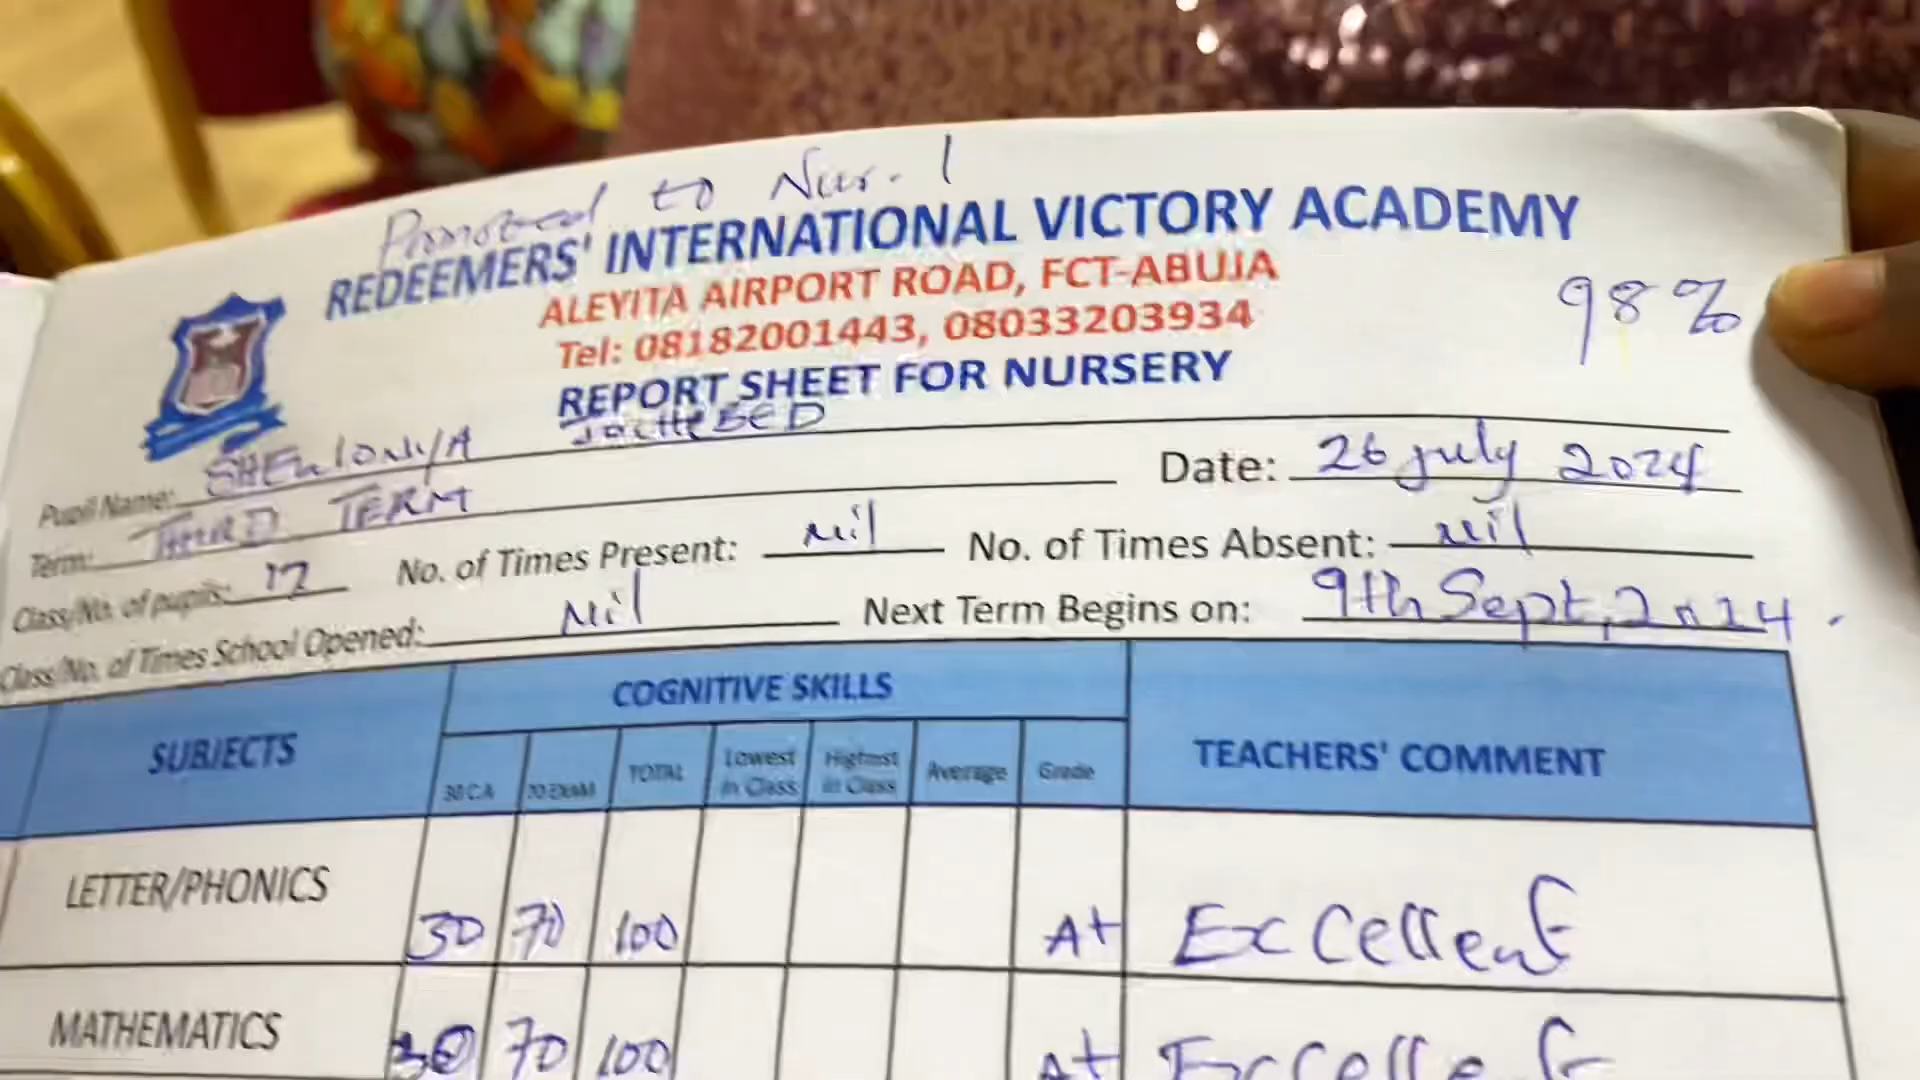 Promoted to Nur. 1
REDEEMERS' INTERNATIONAL VICTORY ACADEMY
ALEYITA AIRPORT ROAD, FCT-ABUJA
98%
Tel: 08182001443, 08033203934
REPORT SHEET FOR NURSERY
Pupil Name: JOCHEBED
Date: 26 july 2024
Term: THIRD TERM
Class/No. of pupils: 17 No. of Times Present: Nil No. of Times Absent: Nil
Class/No. of Times School Opened: Nil Next Term Begins on: 9th Sept, 2024.
SUBJECTS COGNITIVE SKILLS TEACHERS' COMMENT
30 C.A 70 EXAM TOTAL Lowest in Class Highest in Class Average Grade
LETTER/PHONICS 30 70 100 A+ Excellent
MATHEMATICS 30 70 100 A+ Excellent